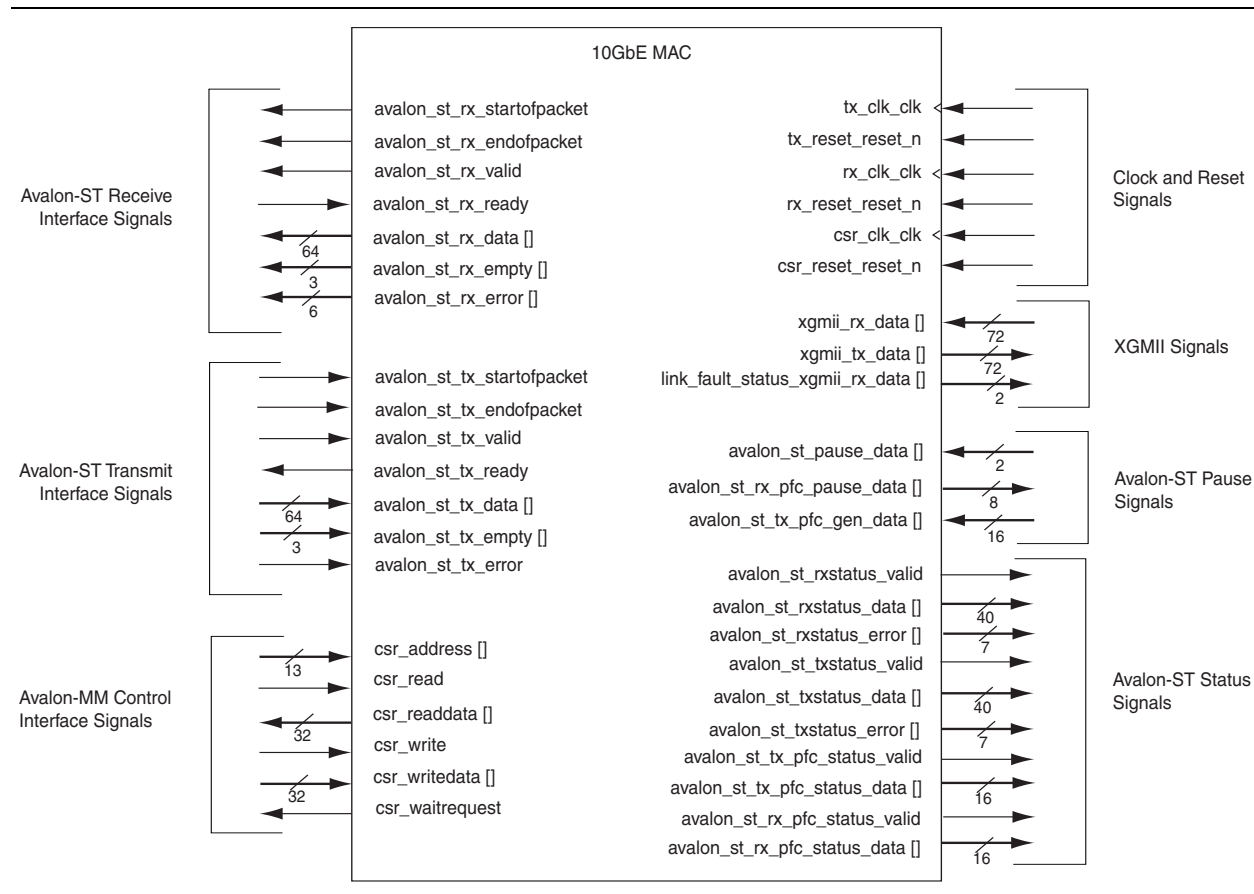 10GbE MAC
Avalon-ST Receive
Interface Signals
avalon_st_rx_startofpacket
avalon_st_rx_endofpacket
avalon_st_rx_valid
avalon_st_rx_ready
avalon_st_rx_data []
64
avalon_st_rx_empty []
3
avalon_st_rx_error []
6
Avalon-ST Transmit
Interface Signals
avalon_st_tx_startofpacket
avalon_st_tx_endofpacket
avalon_st_tx_valid
avalon_st_tx_ready
avalon_st_tx_data []
64
avalon_st_tx_empty []
3
avalon_st_tx_error
Avalon-MM Control
Interface Signals
csr_address []
13
csr_read
csr_readdata []
32
csr_write
csr_writedata []
32
csr_waitrequest
tx_clk_clk
tx_reset_reset_n
rx_clk_clk
rx_reset_reset_n
csr_clk_clk
csr_reset_reset_n
Clock and Reset
Signals
xgmii_rx_data []
72
xgmii_tx_data []
72
link_fault_status_xgmii_rx_data []
2
XGMII Signals
avalon_st_pause_data []
2
avalon_st_rx_pfc_pause_data []
8
avalon_st_tx_pfc_gen_data []
16
Avalon-ST Pause
Signals
avalon_st_rxstatus_valid
avalon_st_rxstatus_data []
40
avalon_st_rxstatus_error []
7
avalon_st_txstatus_valid
avalon_st_txstatus_data []
40
avalon_st_txstatus_error []
7
avalon_st_tx_pfc_status_valid
avalon_st_tx_pfc_status_data []
16
avalon_st_rx_pfc_status_valid
avalon_st_rx_pfc_status_data []
16
Avalon-ST Status
Signals